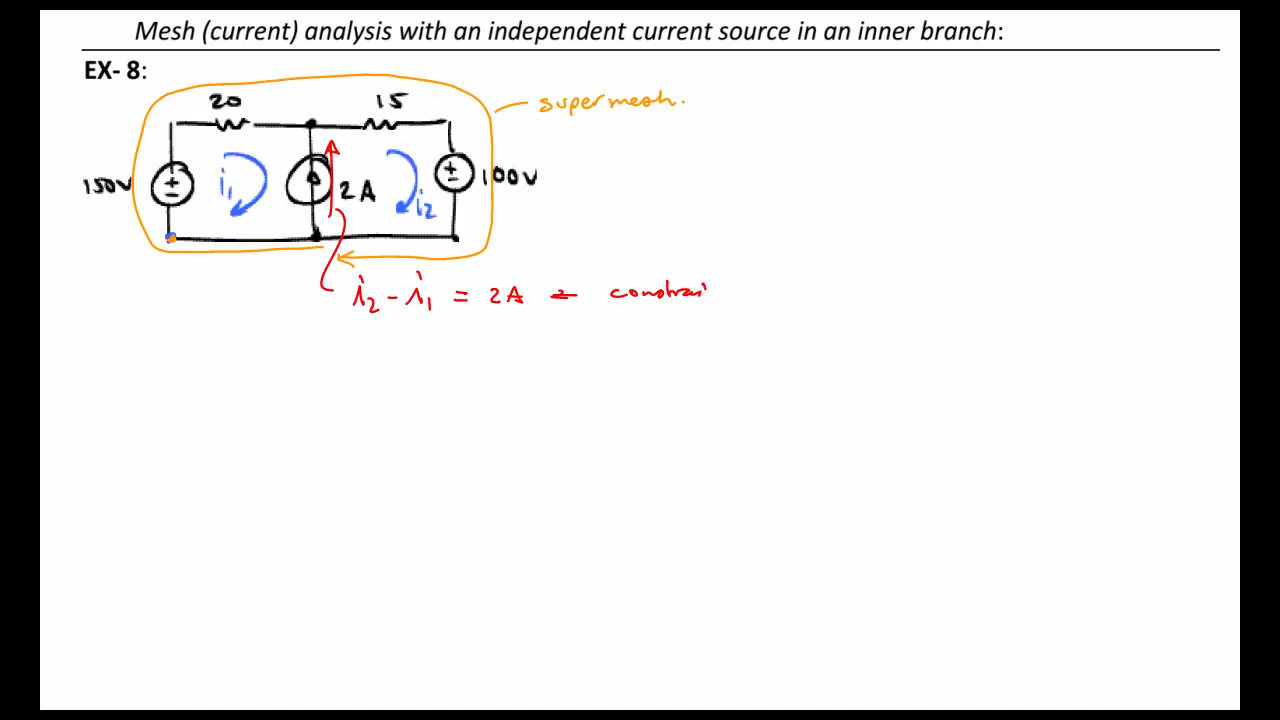 Mesh (current) analysis with an independent current source in an inner branch:
EX- 8:
20 15 supermesh.
150V i1 2A i2 100V
i2 - i1 = 2A = constrai